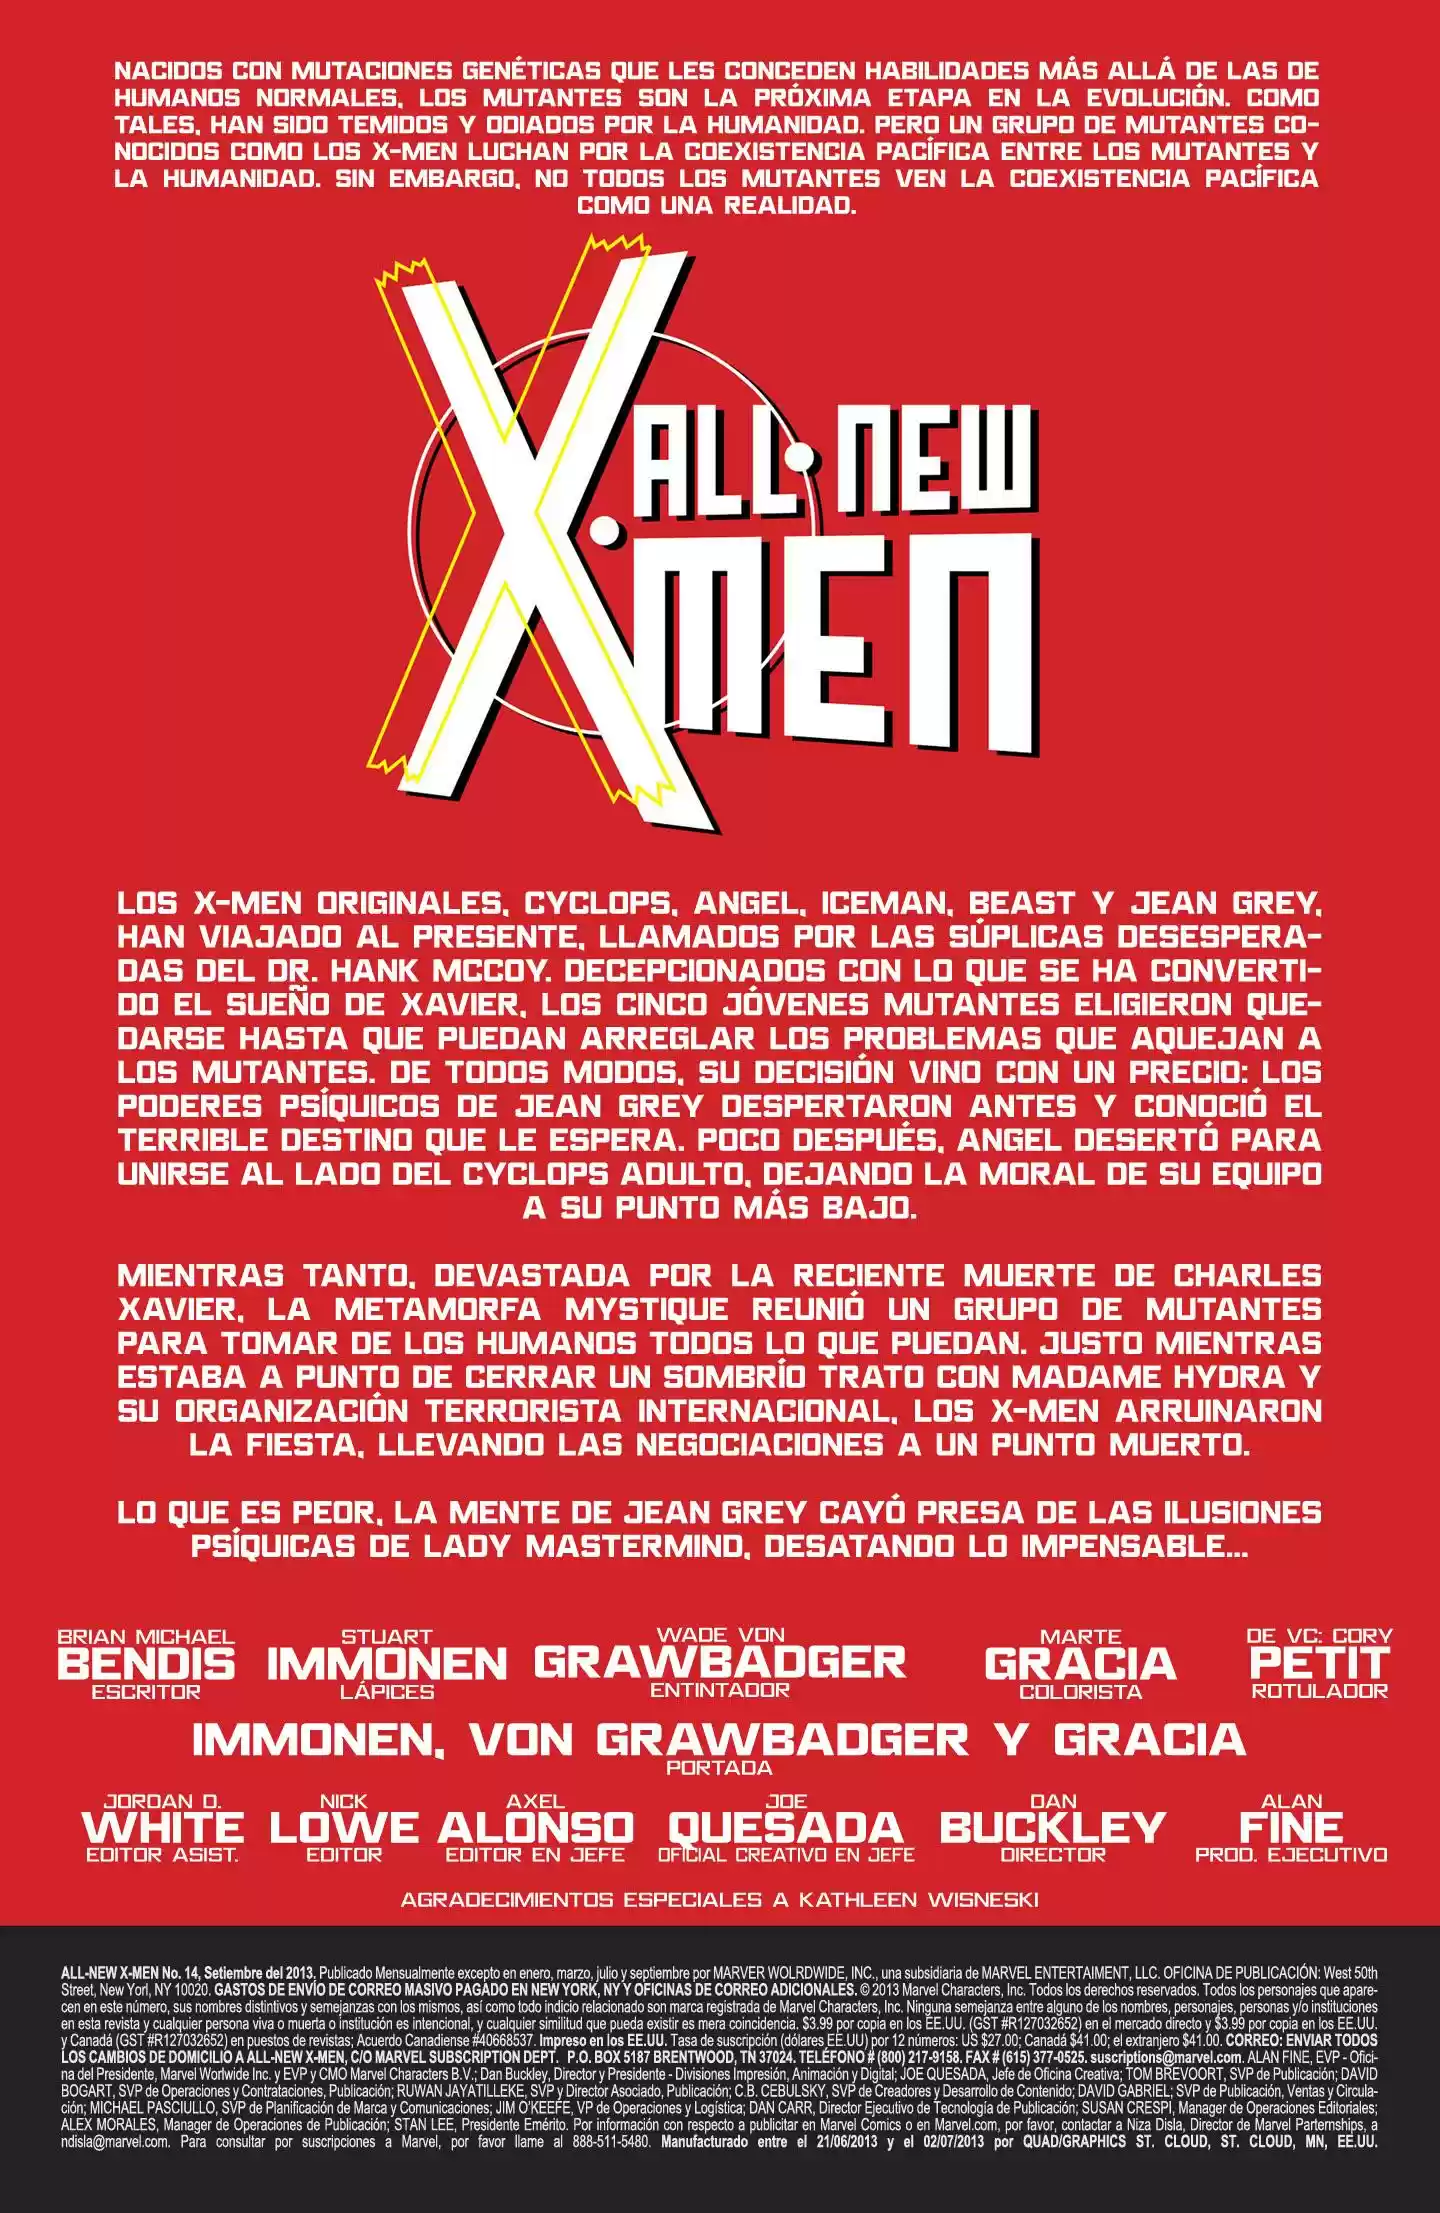 NACIDOS CON MUTACIONES GENÉTICAS QUE LES CONCEDEN HABILIDADES MÁS ALLÁ DE LAS DE
HUMANOS NORMALES, LOS MUTANTES SON LA PRÓXIMA ETAPA EN LA EVOLUCIÓN. COMO
TALES, HAN SIDO TEMIDOS Y ODIADOS POR LA HUMANIDAD. PERO UN GRUPO DE MUTANTES CO-
NOCIDOS COMO LOS X-MEN LUCHAN POR LA COEXISTENCIA PACÍFICA ENTRE LOS MUTANTES Y
LA HUMANIDAD. SIN EMBARGO, NO TODOS LOS MUTANTES VEN LA COEXISTENCIA PACÍFICA
COMO UNA REALIDAD.
X
ALL·NEW
X·MEN
LOS X-MEN ORIGINALES, CYCLOPS, ANGEL, ICEMAN, BEAST Y JEAN GREY,
HAN VIAJADO AL PRESENTE, LLAMADOS POR LAS SÚPLICAS DESESPERA-
DAS DEL DR. HANK MCCOY. DECEPCIONADOS CON LO QUE SE HA CONVERTI-
DO EL SUEÑO DE XAVIER, LOS CINCO JÓVENES MUTANTES ELIGIERON QUE-
DARSE HASTA QUE PUEDAN ARREGLAR LOS PROBLEMAS QUE AQUEJAN A
LOS MUTANTES. DE TODOS MODOS, SU DECISIÓN VINO CON UN PRECIO: LOS
PODERES PSÍQUICOS DE JEAN GREY DESPERTARON ANTES Y CONOCIÓ EL
TERRIBLE DESTINO QUE LE ESPERA. POCO DESPUÉS, ANGEL DESERTÓ PARA
UNIRSE AL LADO DEL CYCLOPS ADULTO, DEJANDO LA MORAL DE SU EQUIPO
A SU PUNTO MÁS BAJO.
MIENTRAS TANTO, DEVASTADA POR LA RECIENTE MUERTE DE CHARLES
XAVIER, LA METAMORFA MYSTIQUE REUNIÓ UN GRUPO DE MUTANTES
PARA TOMAR DE LOS HUMANOS TODOS LO QUE PUEDAN. JUSTO MIENTRAS
ESTABA A PUNTO DE CERRAR UN SOMBRÍO TRATO CON MADAME HYDRA Y
SU ORGANIZACIÓN TERRORISTA INTERNACIONAL, LOS X-MEN ARRUINARON
LA FIESTA, LLEVANDO LAS NEGOCIACIONES A UN PUNTO MUERTO.
LO QUE ES PEOR, LA MENTE DE JEAN GREY CAYÓ PRESA DE LAS ILUSIONES
PSÍQUICAS DE LADY MASTERMIND, DESATANDO LO IMPENSABLE...
BRIAN MICHAEL STUART WADE VON MARTE DE VC: CORY
BENDIS IMMONEN GRAWBADGER GRACIA PETIT
ESCRITOR LÁPICES ENTINTADOR COLORISTA ROTULADOR
IMMONEN, VON GRAWBADGER Y GRACIA
PORTADA
JORDAN D. NICK AXEL JOE DAN ALAN
WHITE LOWE ALONSO QUESADA BUCKLEY FINE
EDITOR ASIST. EDITOR EDITOR EN JEFE OFICIAL CREATIVO EN JEFE DIRECTOR PROD. EJECUTIVO
AGRADECIMIENTOS ESPECIALES A KATHLEEN WISNESKI
ALL-NEW X-MEN No. 14, Setiembre del 2013. Publicado Mensualmente excepto en enero, marzo, julio y septiembre por MARVER WOLRDWIDE, INC., una subsidiaria de MARVEL ENTERTAIMENT, LLC. OFICINA DE PUBLICACIÓN: West 50th
Street, New Yorl, NY 10020. GASTOS DE ENVÍO DE CORREO MASIVO PAGADO EN NEW YORK, NY Y OFICINAS DE CORREO ADICIONALES. © 2013 Marvel Characters, Inc. Todos los derechos reservados. Todos los personajes que apare-
cen en este número, sus nombres distintivos y semejanzas con los mismos, así como todo indicio relacionado son marca registrada de Marvel Characters, Inc. Ninguna semejanza entre alguno de los nombres, personajes, personas y/o instituciones
en esta revista y cualquier persona viva o muerta o institución es intencional, y cualquier similitud que pueda existir es mera coincidencia. $3.99 por copia en los EE.UU. (GST #R127032652) en el mercado directo y $3.99 por copia en los EE.UU.
y Canadá (GST #R127032652) en puestos de revistas; Acuerdo Canadiense #40668537. Impreso en los EE.UU. Tasa de suscripción (dólares EE.UU) por 12 números: US $27.00; Canadá $41.00; el extranjero $41.00. CORREO: ENVIAR TODOS
LOS CAMBIOS DE DOMICILIO A ALL-NEW X-MEN, C/O MARVEL SUBSCRIPTION DEPT. P.O. BOX 5187 BRENTWOOD, TN 37024. TELÉFONO # (800) 217-9158. FAX # (615) 377-0525. suscriptions@marvel.com. ALAN FINE, EVP - Ofici-
na del Presidente, Marvel Worlwide Inc. y EVP y CMO Marvel Characters B.V.; Dan Buckley, Director y Presidente - Divisiones Impresión, Animación y Digital; JOE QUESADA, Jefe de Oficina Creativa; TOM BREVOORT, SVP de Publicación; DAVID
BOGART, SVP de Operaciones y Contrataciones, Publicación; RUWAN JAYATILLEKE, SVP y Director Asociado, Publicación; C.B. CEBULSKY, SVP de Creadores y Desarrollo de Contenido; DAVID GABRIEL; SVP de Publicación, Ventas y Circula-
ción; MICHAEL PASCIULLO, SVP de Planificación de Marca y Comunicaciones; JIM O'KEEFE, VP de Operaciones y Logística; DAN CARR, Director Ejecutivo de Tecnología de Publicación; SUSAN CRESPI, Manager de Operaciones Editoriales;
ALEX MORALES, Manager de Operaciones de Publicación; STAN LEE, Presidente Emérito. Por información con respecto a publicitar en Marvel Comics o en Marvel.com, por favor, contactar a Niza Disla, Director de Marvel Parternships, a
ndisla@marvel.com. Para consultar por suscripciones a Marvel, por favor llame al 888-511-5480. Manufacturado entre el 21/06/2013 y el 02/07/2013 por QUAD/GRAPHICS ST. CLOUD, ST. CLOUD, MN, EE.UU.